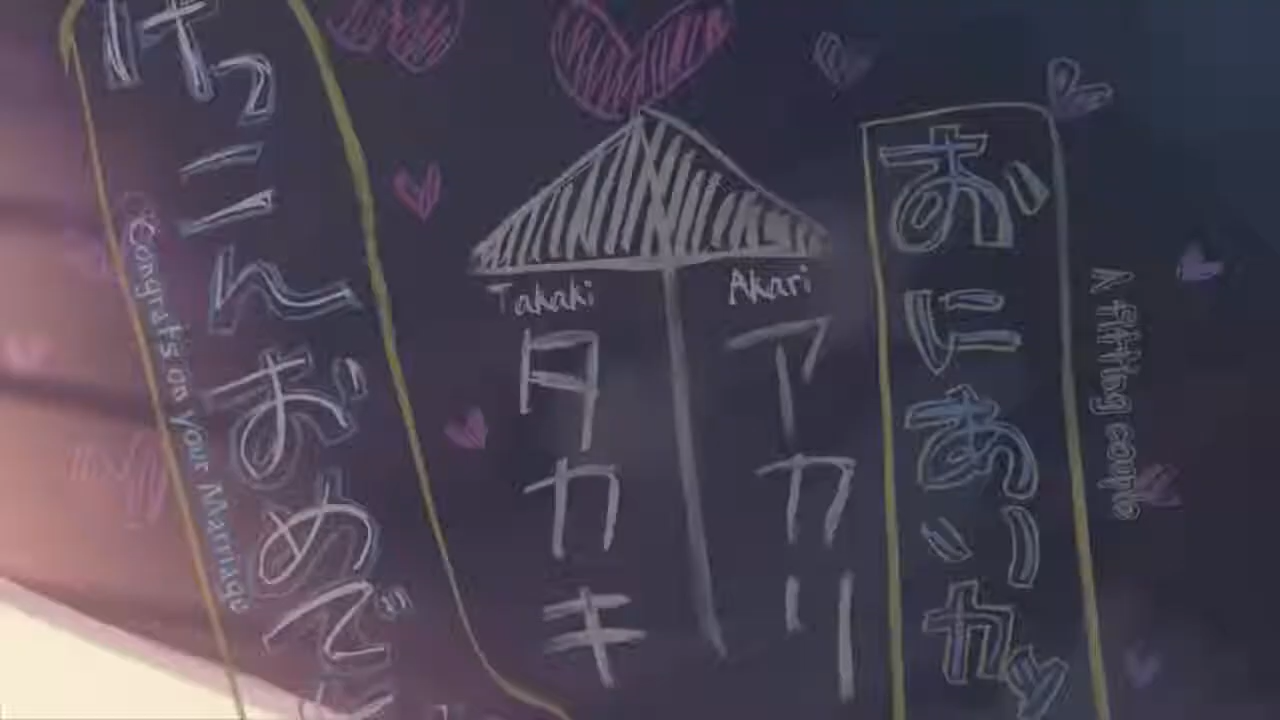 けっこんおめで
Congrats on your Marriage
Takaki
タカキ
Akari
アカリ
おにあいカッ
A fitting couple